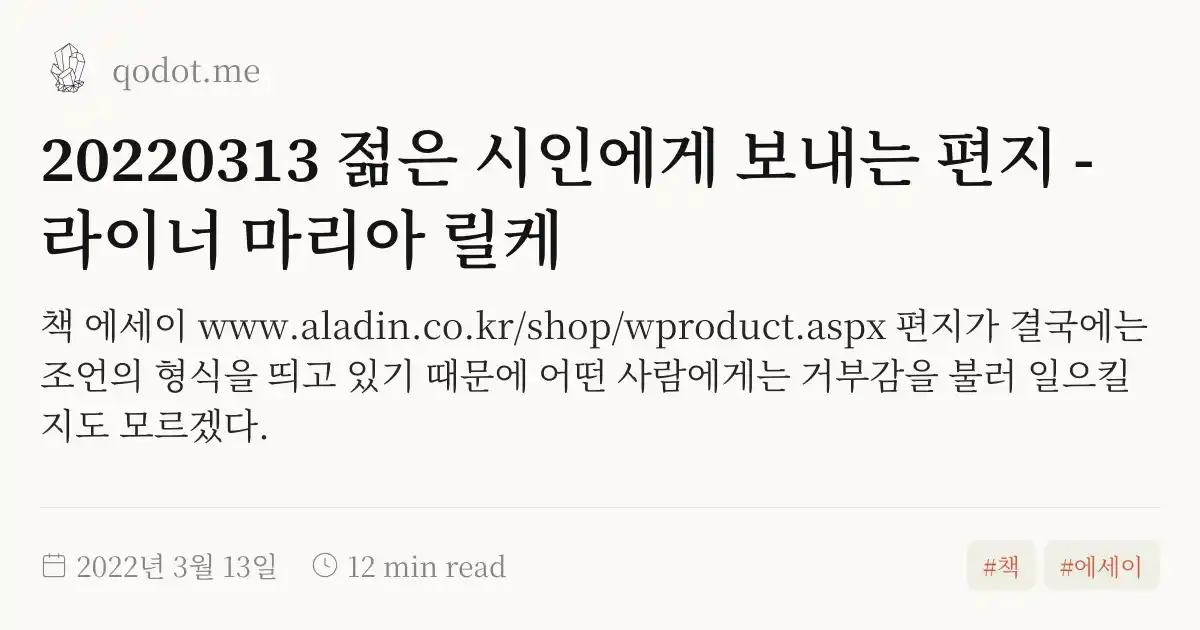 qodot.me
20220313 젊은 시인에게 보내는 편지 -
라이너 마리아 릴케
책 에세이 www.aladin.co.kr/shop/wproduct.aspx 편지가 결국에는
조언의 형식을 띄고 있기 때문에 어떤 사람에게는 거부감을 불러 일으킬
지도 모르겠다.
2022년 3월 13일 12 min read #책 #에세이